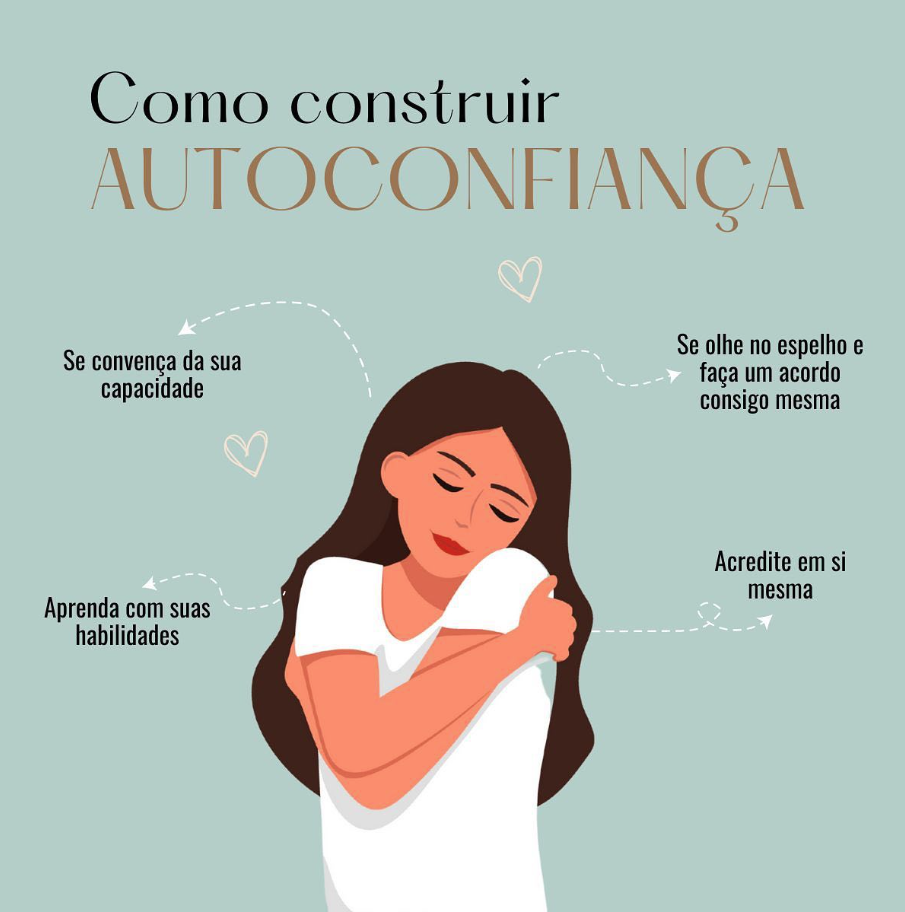 Como construir
AUTOCONFIANÇA
Se convença da sua
capacidade
Se olhe no espelho e
faça um acordo
consigo mesma
Aprenda com suas
habilidades
Acredite em si
mesma